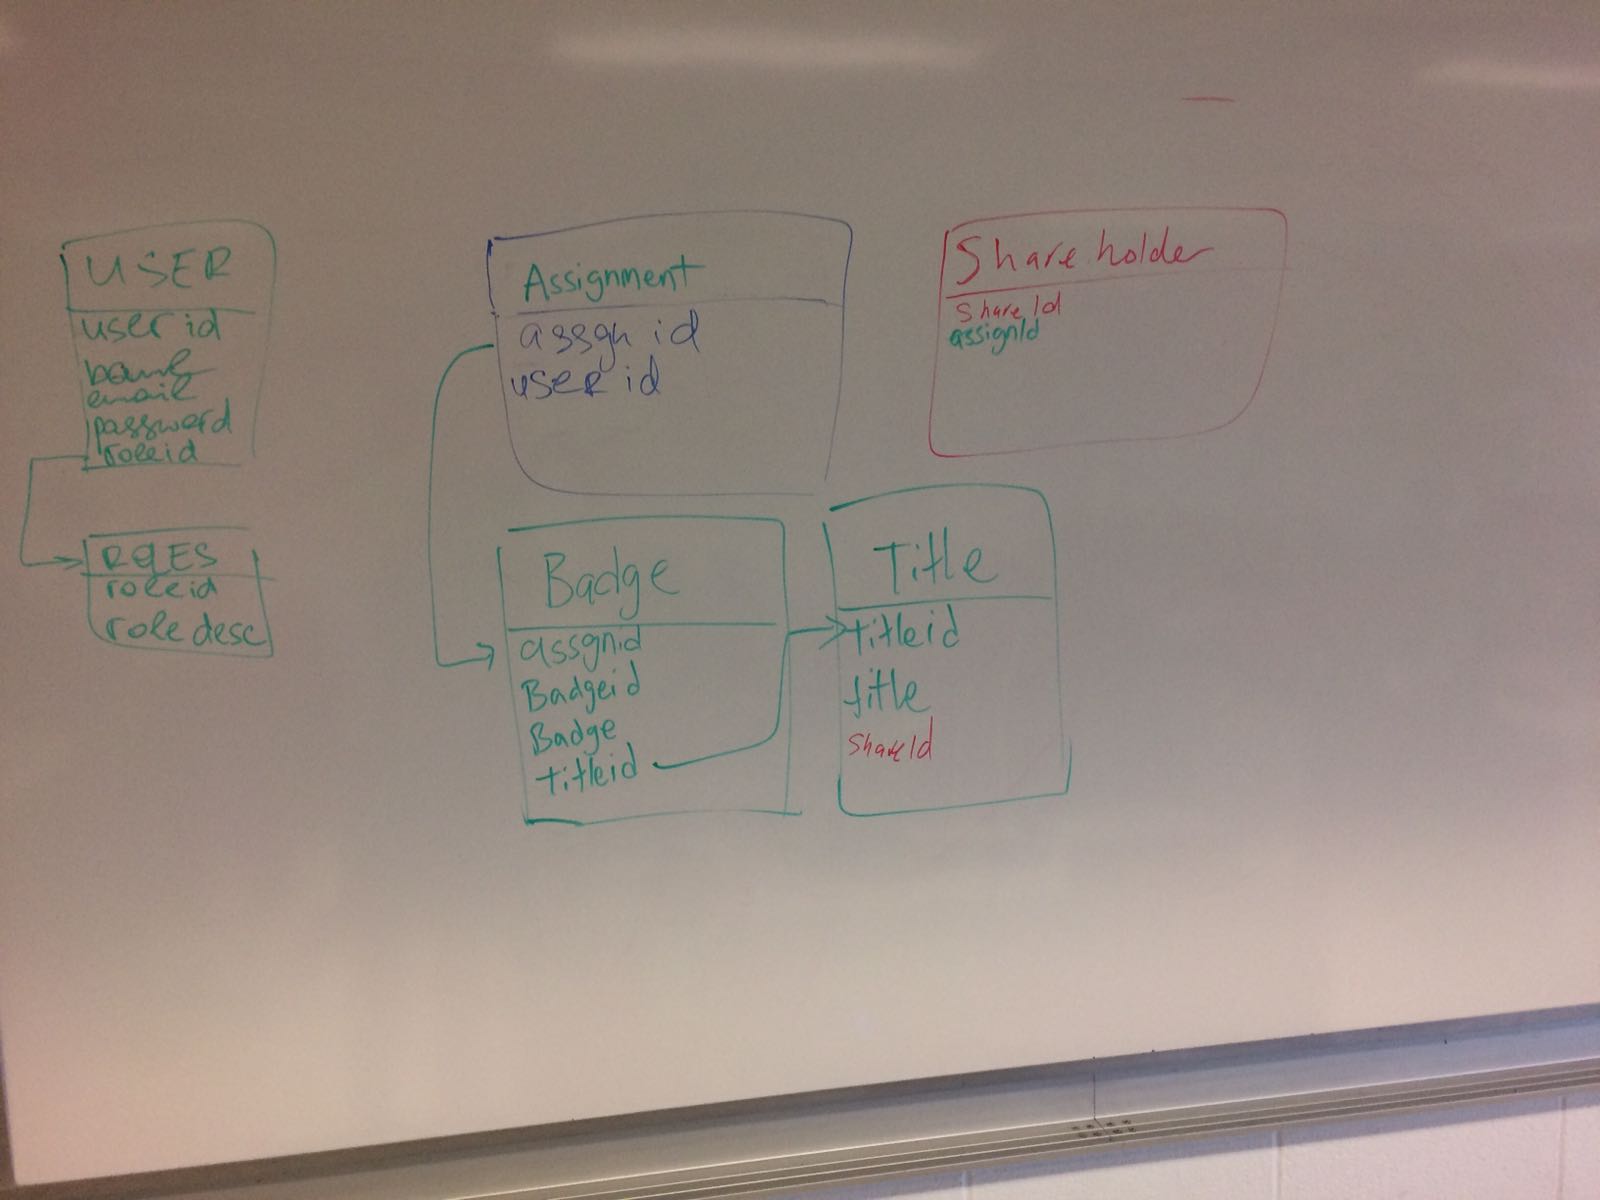 USER
user id
email
password
roleid
ROLES
roleid
role desc
Assignment
assgn id
user id
Share holder
Share Id
assignId
Badge
assgnid
Badgeid
Badge
titleid
Title
titleid
title
ShareId